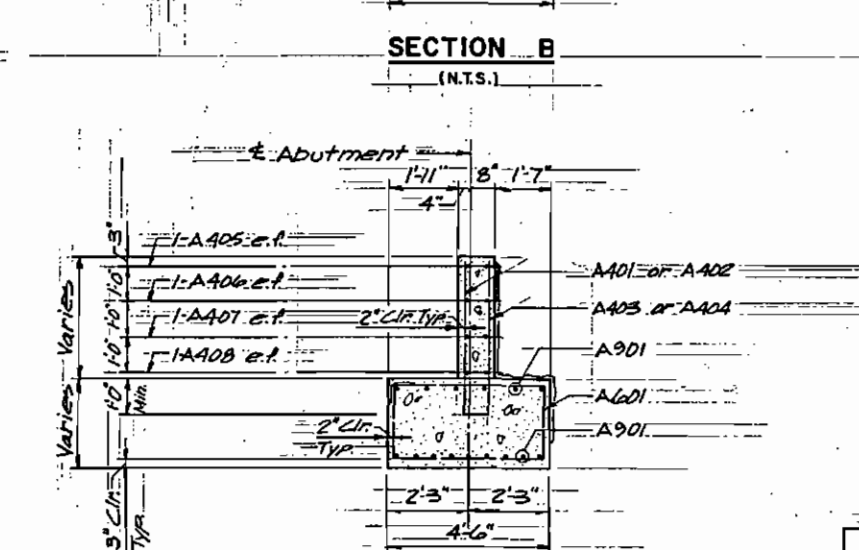 SECTION B
(N.T.S.)
℄ Abutment
1'-11" 8" 1'-7"
4"
3"
1-A405 e.f.
1'-0"
1-A406 e.f.
1'-0"
1-A407 e.f.
1'-0"
1-A408 e.f.
Varies
2" Clr. Typ.
A401 or A402
A403 or A404
A901
A601
A901
1'-0"
Min.
Varies
2" Clr.
Typ.
3" Clr.
Typ.
2'-3" 2'-3"
4'-6"